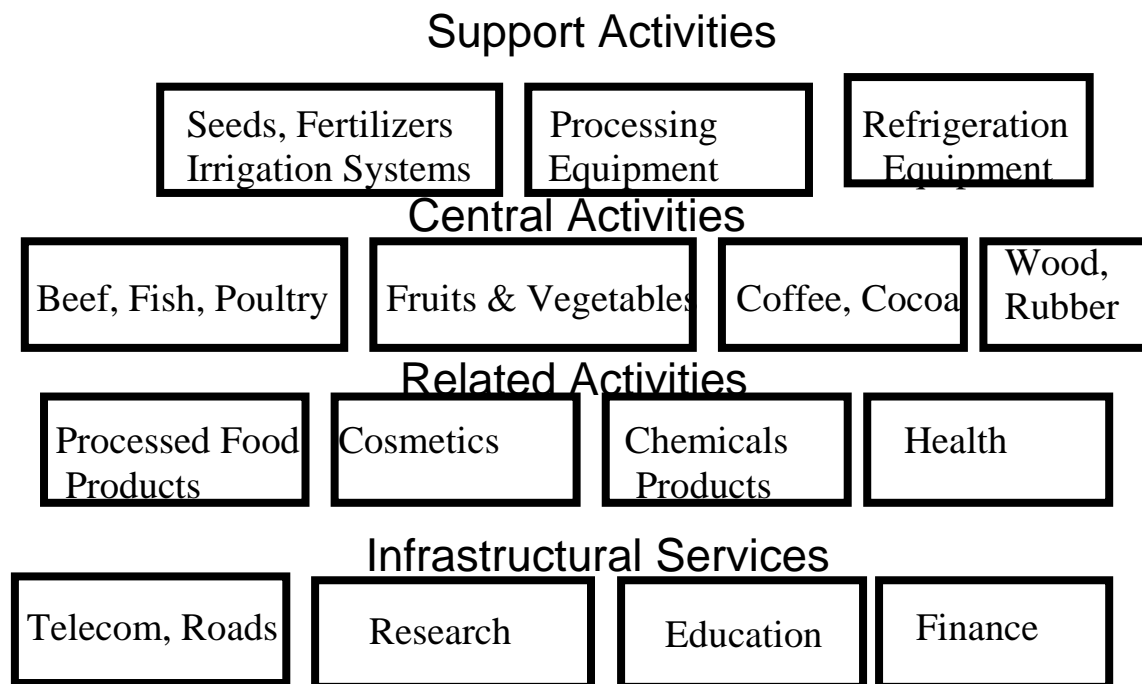 Support Activities
Seeds, Fertilizers
Irrigation Systems
Processing
Equipment
Refrigeration
Equipment
Central Activities
Beef, Fish, Poultry
Fruits & Vegetables
Coffee, Cocoa
Wood,
Rubber
Related Activities
Processed Food
Products
Cosmetics
Chemicals
Products
Health
Infrastructural Services
Telecom, Roads
Research
Education
Finance